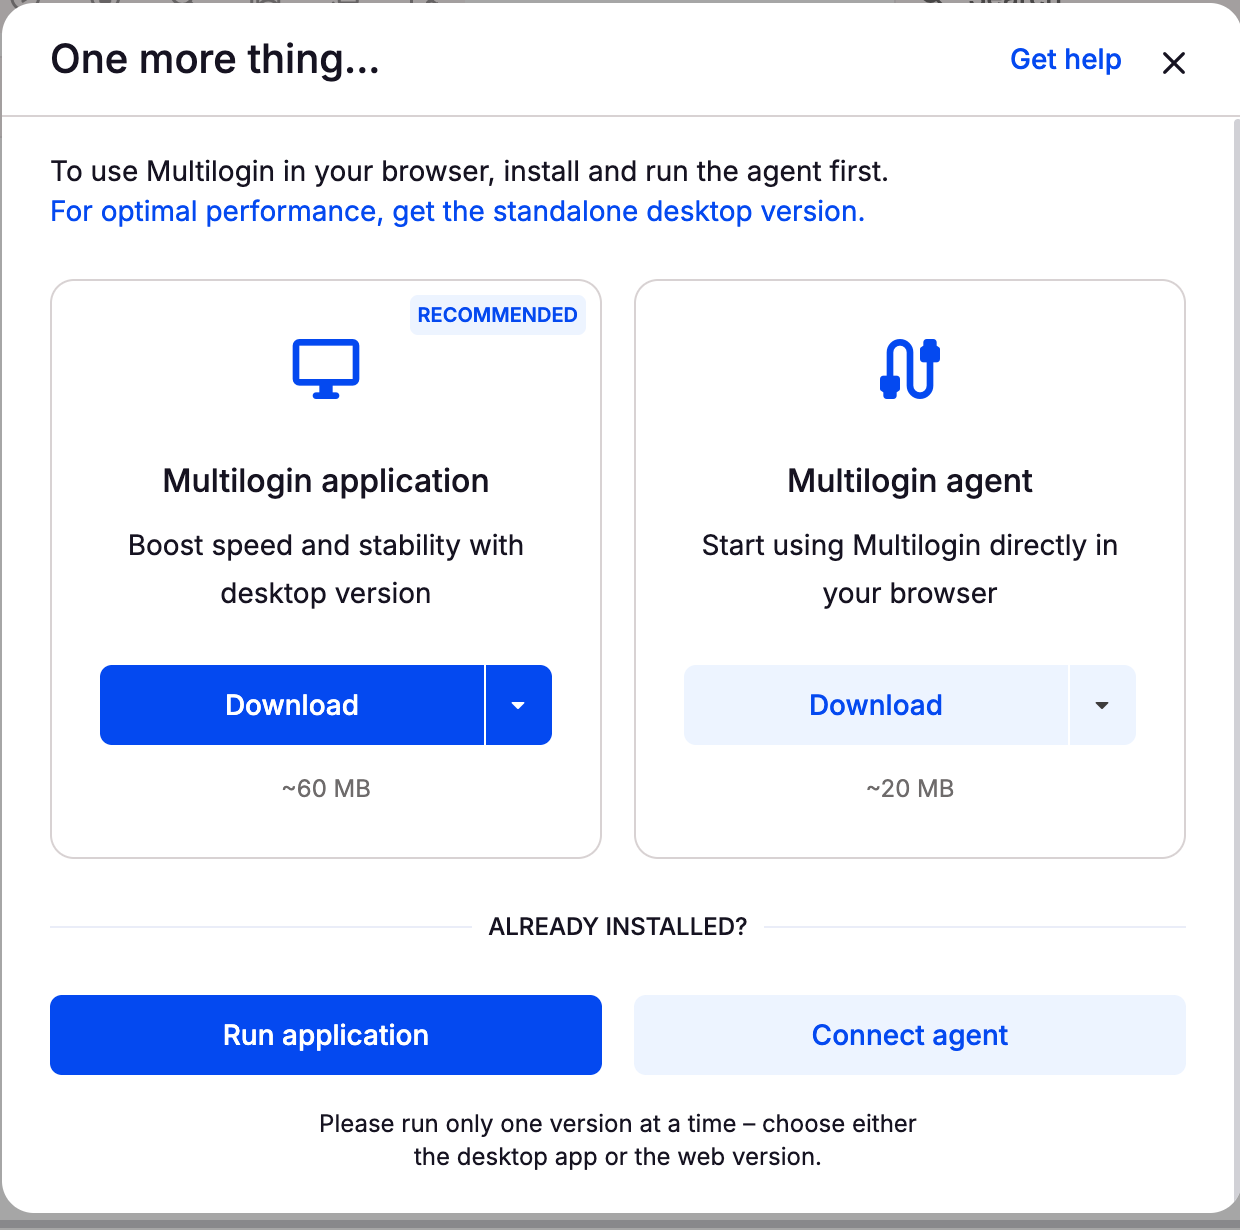 One more thing...
Get help
To use Multilogin in your browser, install and run the agent first.
For optimal performance, get the standalone desktop version.
RECOMMENDED
Multilogin application
Boost speed and stability with
desktop version
Download
~60 MB
Multilogin agent
Start using Multilogin directly in
your browser
Download
~20 MB
ALREADY INSTALLED?
Run application
Connect agent
Please run only one version at a time – choose either
the desktop app or the web version.